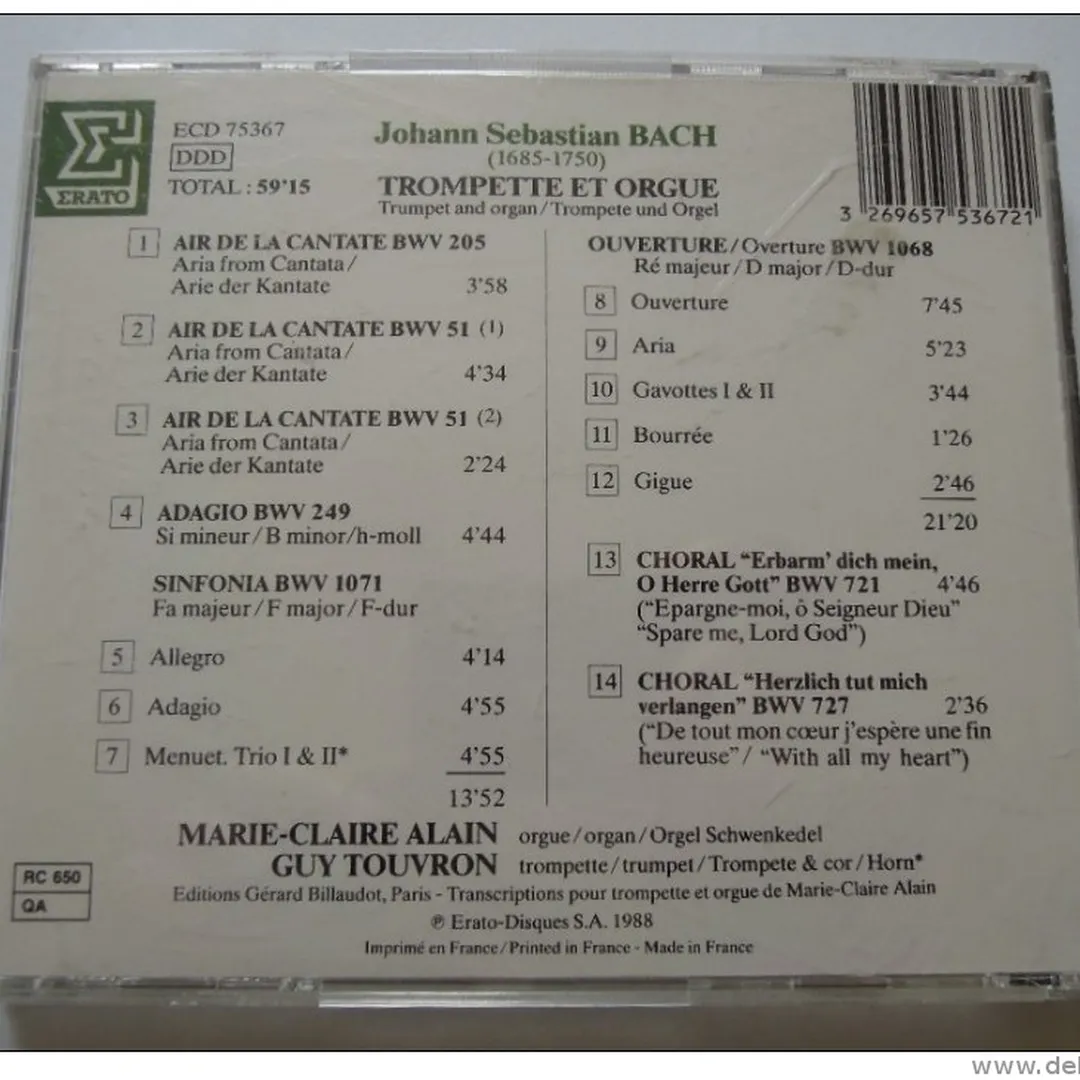 ERATO
ECD 75367
DDD
TOTAL : 59'15
Johann Sebastian BACH
(1685-1750)
TROMPETTE ET ORGUE
Trumpet and organ/Trompete und Orgel
3 269657 536721
1 AIR DE LA CANTATE BWV 205
Aria from Cantata/
Arie der Kantate 3'58
2 AIR DE LA CANTATE BWV 51 (1)
Aria from Cantata/
Arie der Kantate 4'34
3 AIR DE LA CANTATE BWV 51 (2)
Aria from Cantata/
Arie der Kantate 2'24
4 ADAGIO BWV 249
Si mineur/B minor/h-moll 4'44
SINFONIA BWV 1071
Fa majeur/F major/F-dur
5 Allegro 4'14
6 Adagio 4'55
7 Menuet. Trio I & II* 4'55
13'52
OUVERTURE/Overture BWV 1068
Ré majeur/D major/D-dur
8 Ouverture 7'45
9 Aria 5'23
10 Gavottes I & II 3'44
11 Bourrée 1'26
12 Gigue 2'46
21'20
13 CHORAL "Erbarm' dich mein,
O Herre Gott" BWV 721 4'46
("Epargne-moi, ô Seigneur Dieu"
"Spare me, Lord God")
14 CHORAL "Herzlich tut mich
verlangen" BWV 727 2'36
("De tout mon cœur j'espère une fin
heureuse"/ "With all my heart")
MARIE-CLAIRE ALAIN orgue/organ/Orgel Schwenkedel
GUY TOUVRON trompette/trumpet/Trompete & cor/Horn*
Editions Gérard Billaudot, Paris - Transcriptions pour trompette et orgue de Marie-Claire Alain
℗ Erato-Disques S.A. 1988
Imprimé en France/Printed in France - Made in France
RC 650
QA